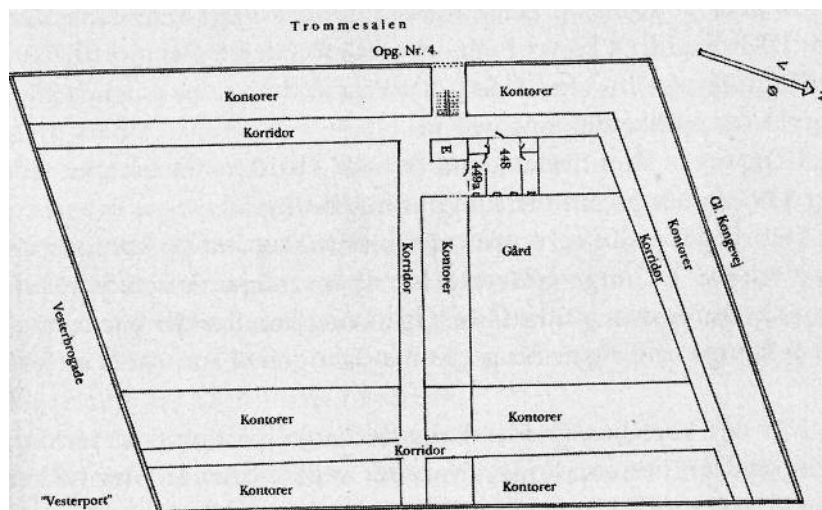 Trommesalen
Opg. Nr. 4.
V
Ø
Kontorer
Kontorer
Korridor
E
448
449a
Gl. Kongevej
Kontorer
Korridor
Korridor
Kontorer
Gård
Vesterbrogade
Kontorer
Kontorer
Korridor
Kontorer
Kontorer
"Vesterport"